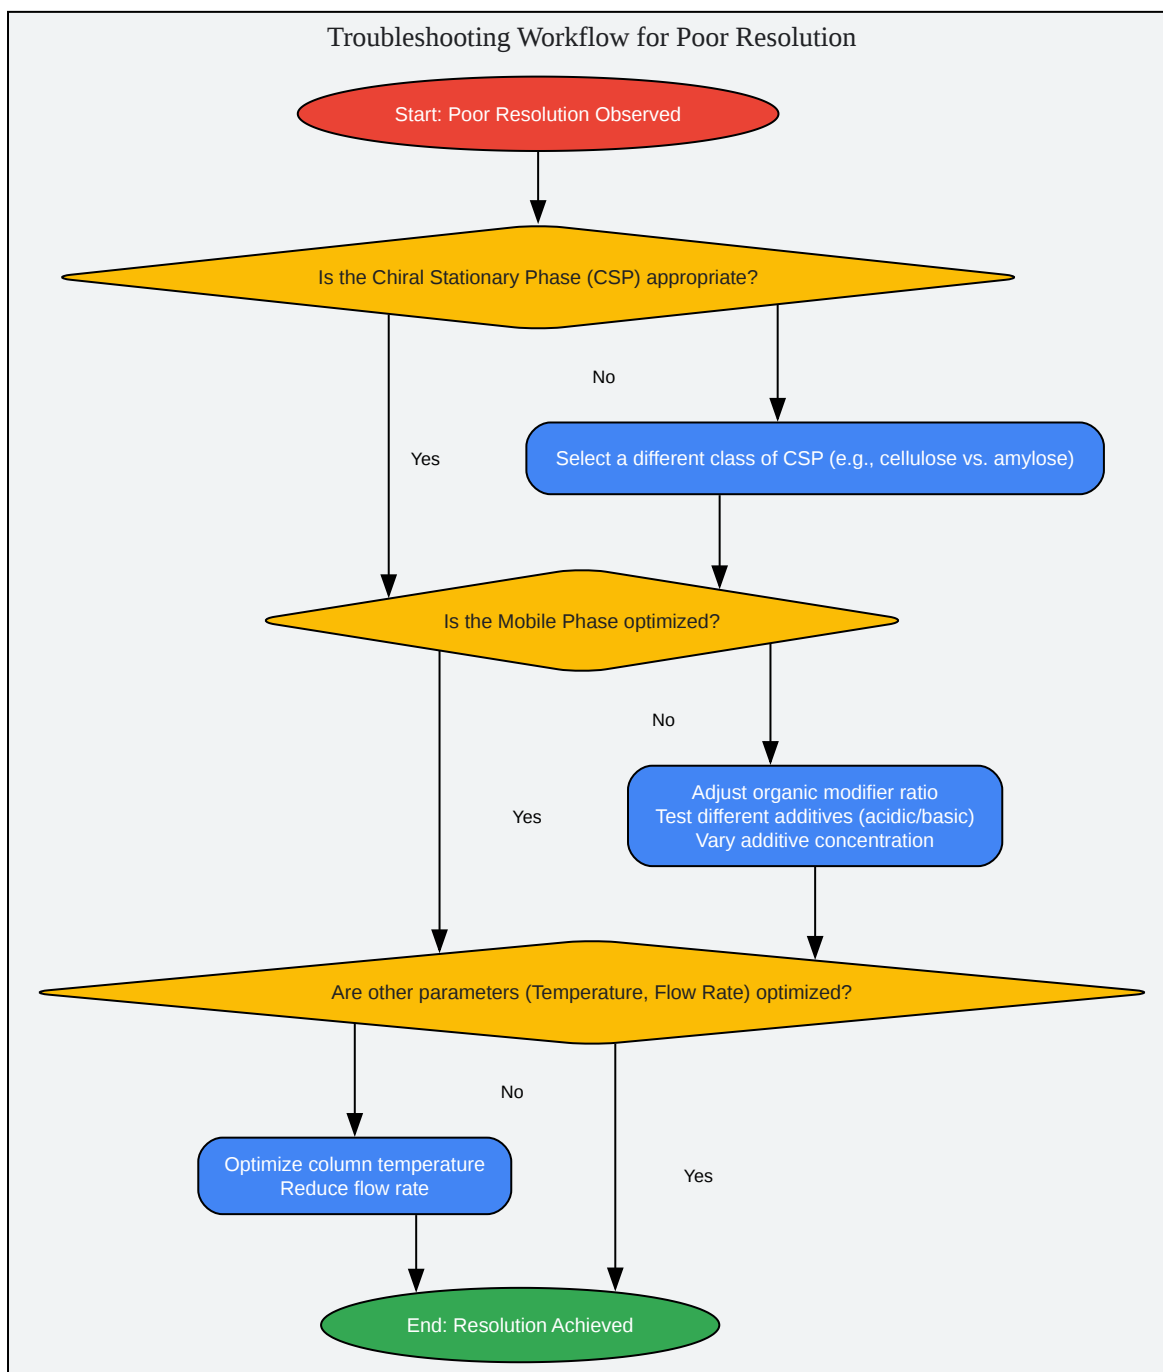 Troubleshooting Workflow for Poor Resolution
Start: Poor Resolution Observed
Is the Chiral Stationary Phase (CSP) appropriate?
No
Yes
Select a different class of CSP (e.g., cellulose vs. amylose)
Is the Mobile Phase optimized?
No
Yes
Adjust organic modifier ratio
Test different additives (acidic/basic)
Vary additive concentration
Are other parameters (Temperature, Flow Rate) optimized?
No
Yes
Optimize column temperature
Reduce flow rate
End: Resolution Achieved